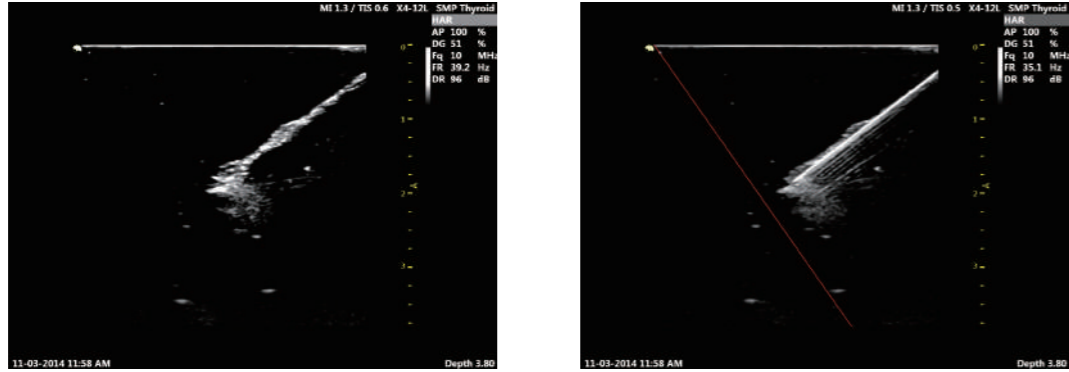 MI 1.3 / TIS 0.6 X4-12L SMP Thyroid
HAR
AP 100 %
DG 51 %
Fq 10 MHz
FR 39.2 Hz
DR 96 dB
0
1
2
3
11-03-2014 11:58 AM
Depth 3.80
MI 1.3 / TIS 0.5 X4-12L SMP Thyroid
HAR
AP 100 %
DG 51 %
Fq 10 MHz
FR 35.1 Hz
DR 96 dB
0
1
2
3
11-03-2014 11:58 AM
Depth 3.80